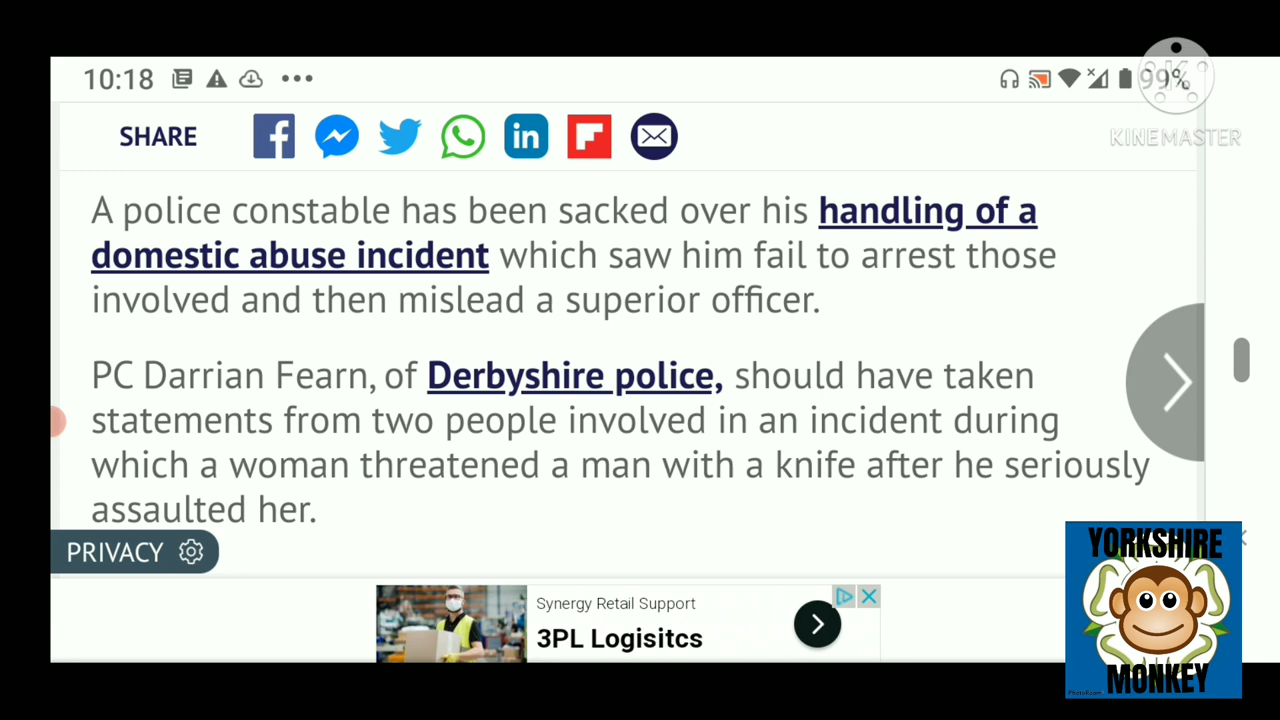 10:18
99%
KINEMASTER
SHARE
A police constable has been sacked over his handling of a
domestic abuse incident which saw him fail to arrest those
involved and then mislead a superior officer.
PC Darrian Fearn, of Derbyshire police, should have taken
statements from two people involved in an incident during
which a woman threatened a man with a knife after he seriously
assaulted her.
PRIVACY
Synergy Retail Support
3PL Logisitcs
YORKSHIRE
MONKEY
PhotoRoom